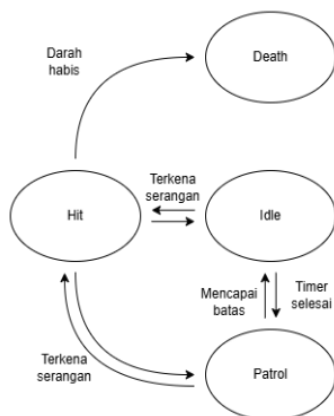 Darah
habis
Death
Terkena
serangan
Hit
Idle
Mencapai
batas
Timer
selesai
Terkena
serangan
Patrol